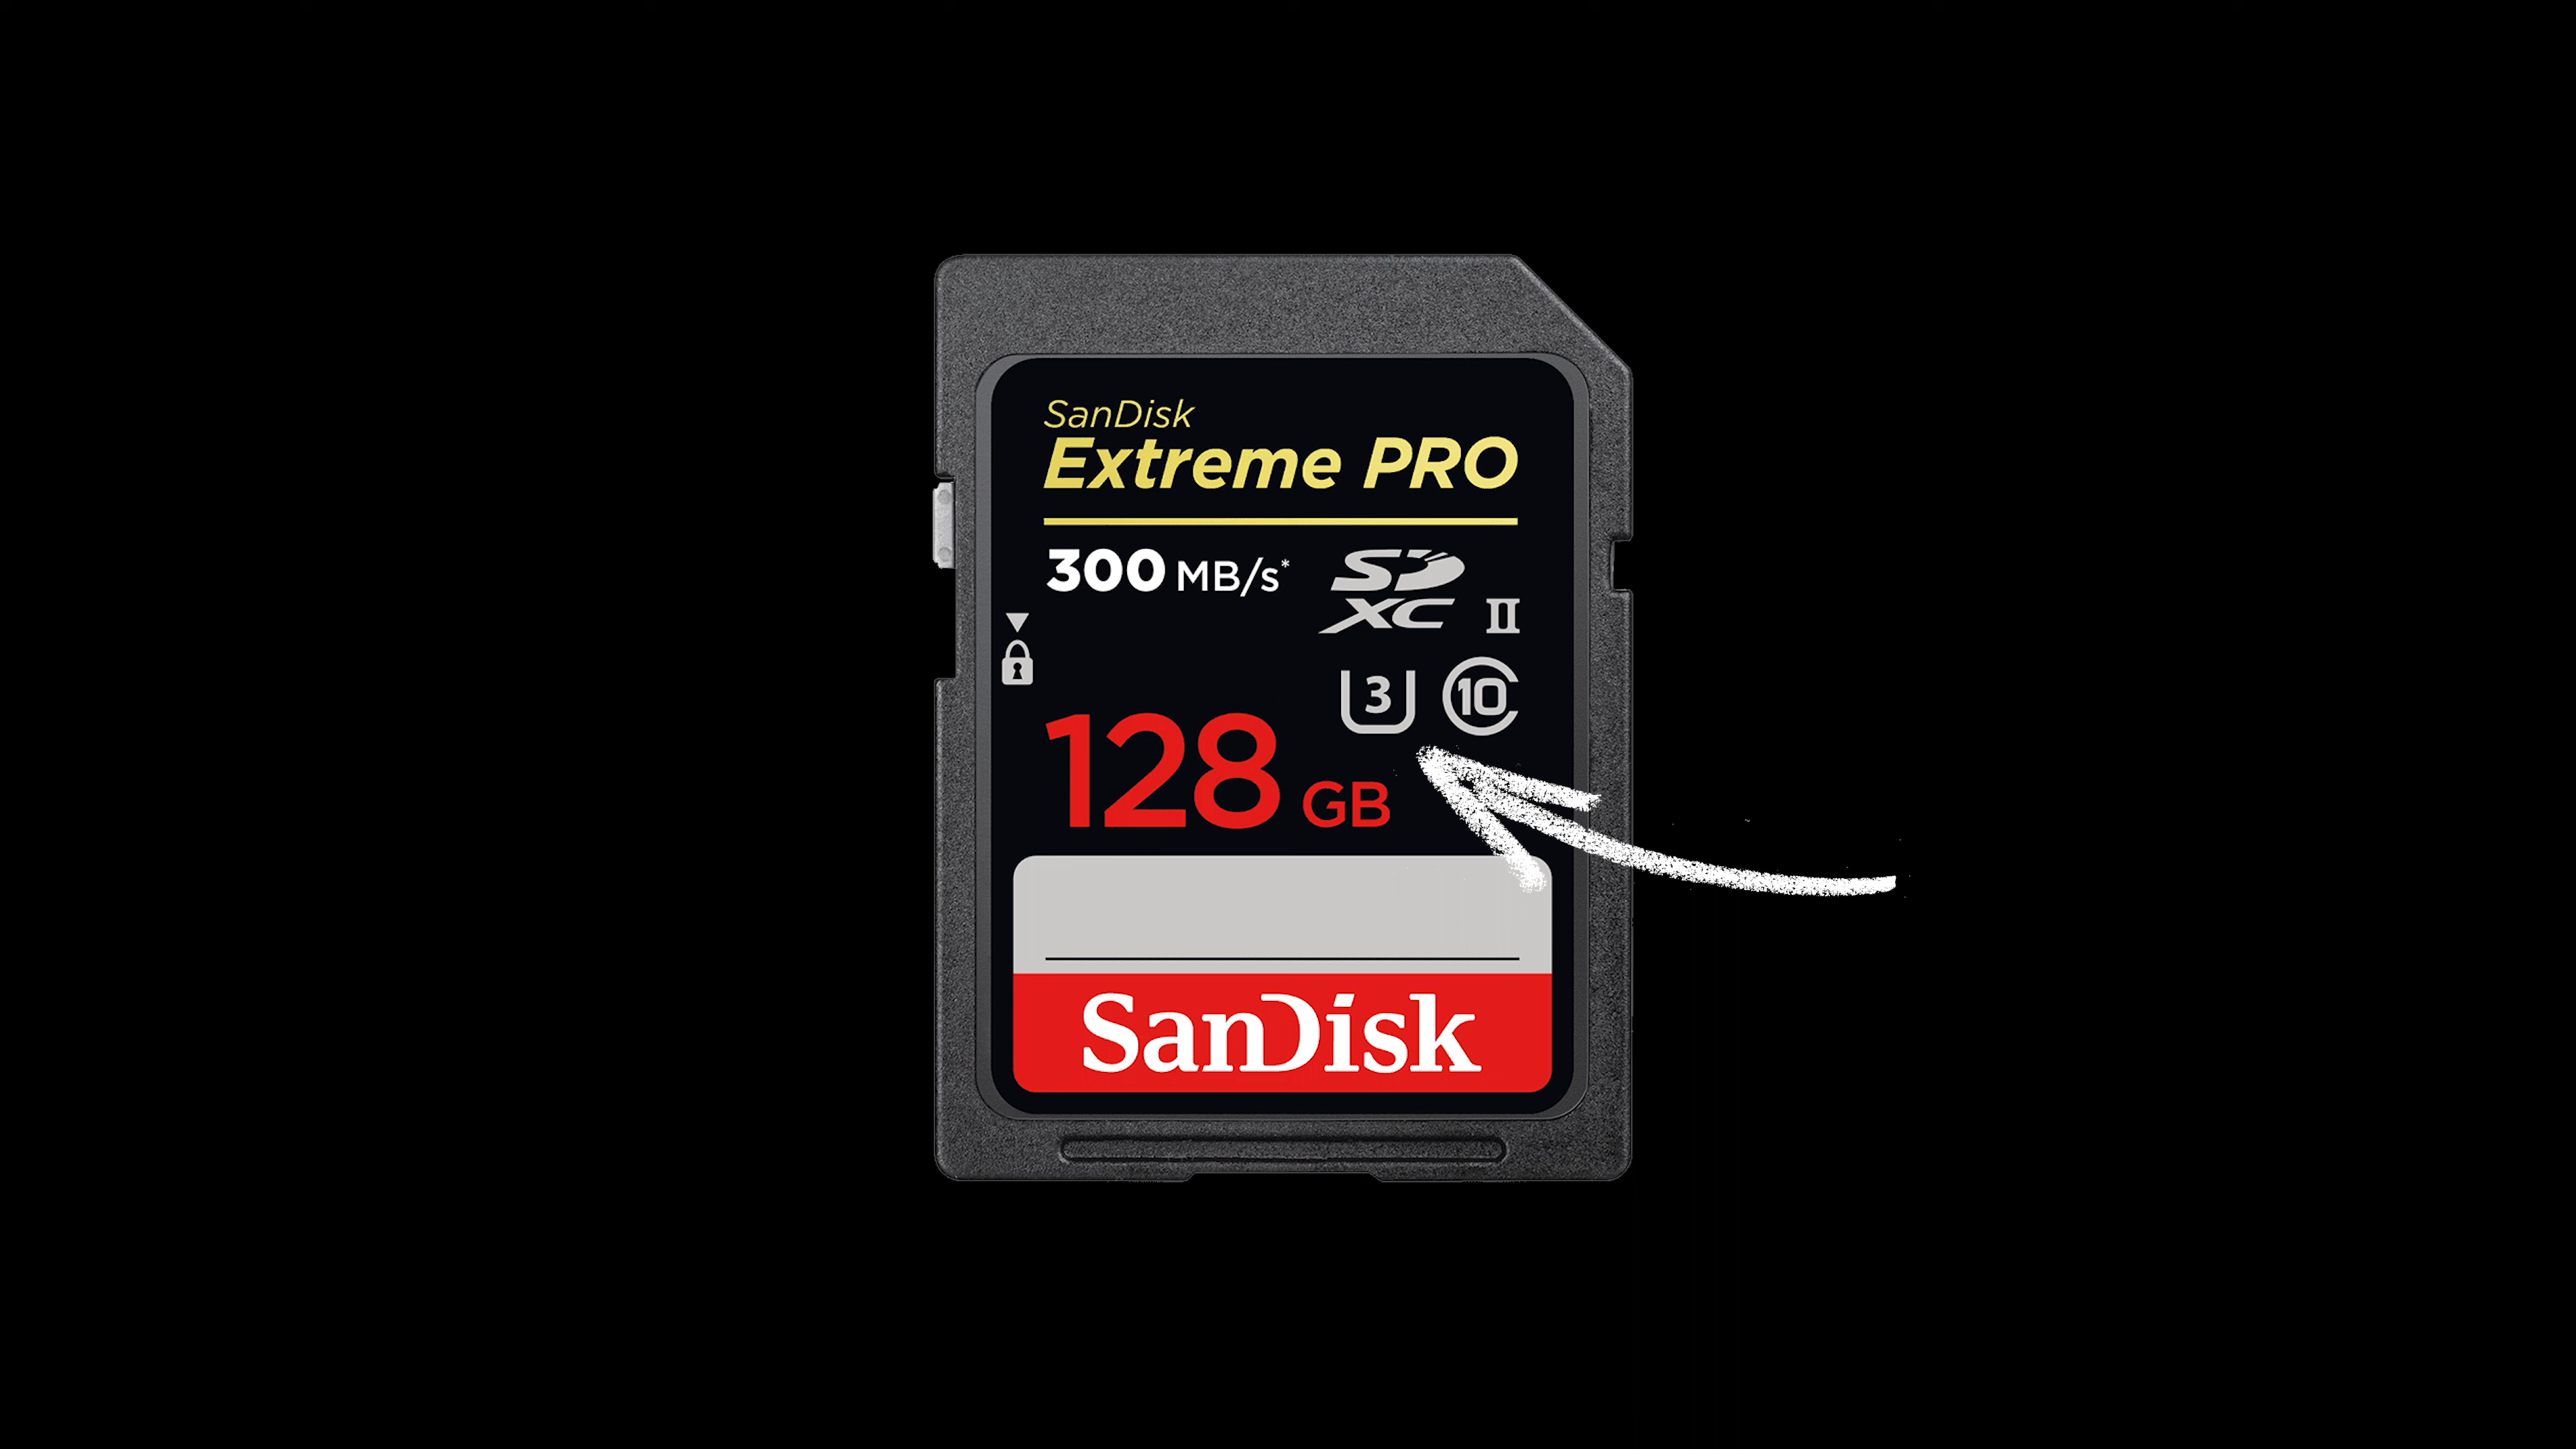 SanDisk
Extreme PRO
300 MB/s*
SD
XC II
3 10
128 GB
SanDisk